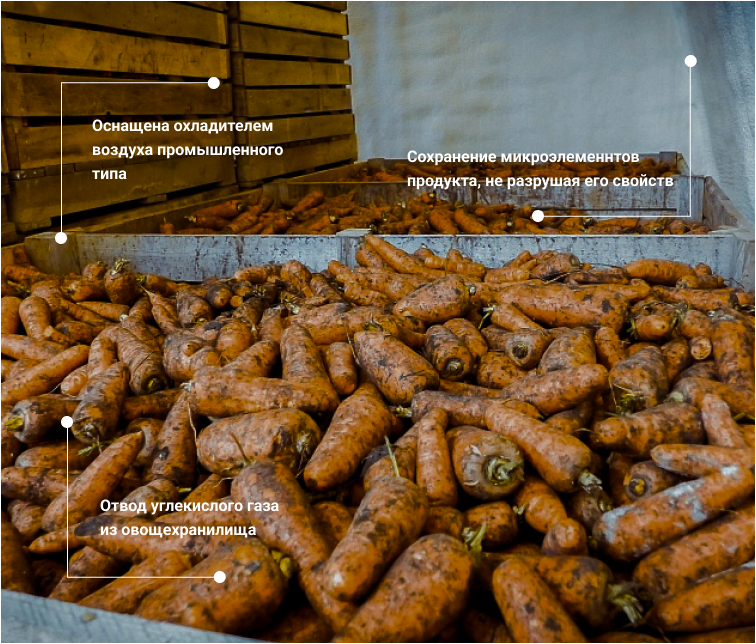 Оснащена охладителем
воздуха промышленного
типа
Сохранение микроэлеменнтов
продукта, не разрушая его свойств
Отвод углекислого газа
из овощехранилища